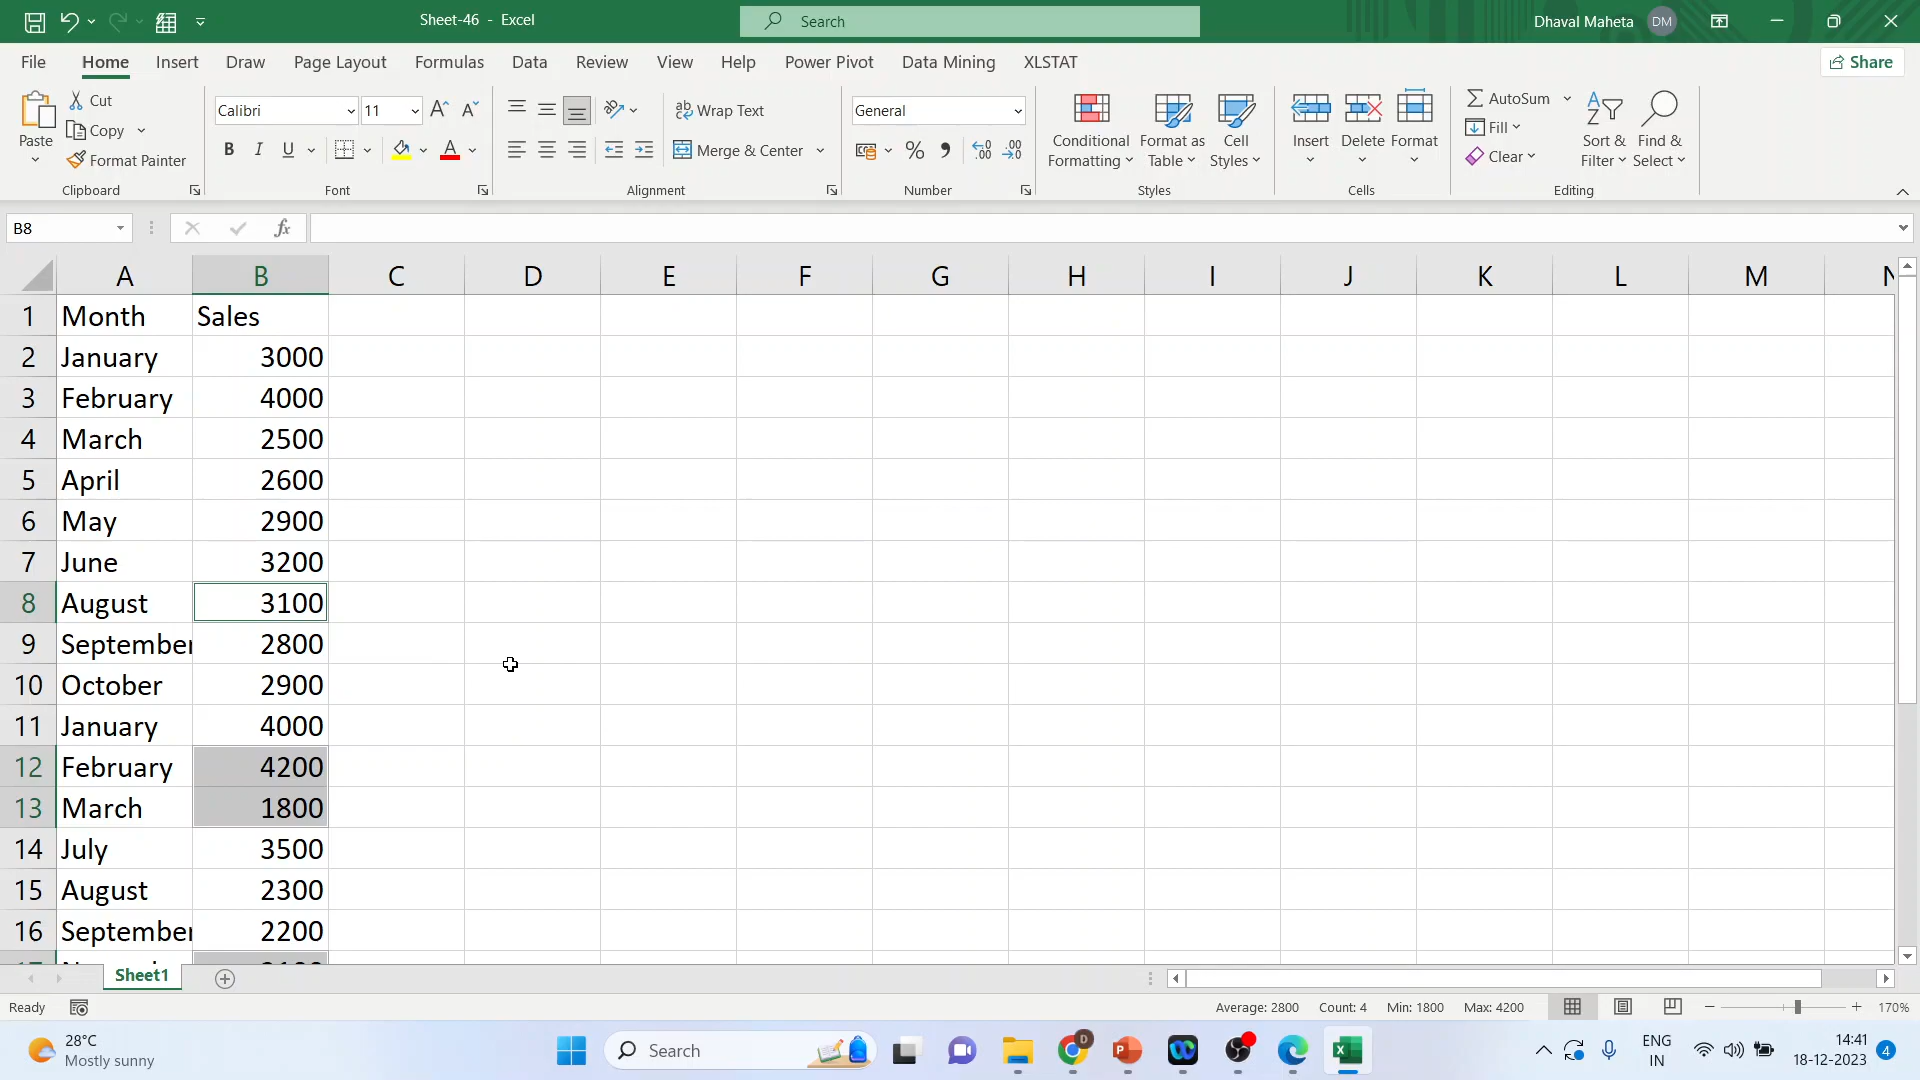 Sheet-46 - Excel
Search
Dhaval Maheta DM
File Home Insert Draw Page Layout Formulas Data Review View Help Power Pivot Data Mining XLSTAT Share
Paste
Cut
Copy
Format Painter
Clipboard
Calibri 11
B I U A
Font
Wrap Text
Merge & Center
Alignment
General
% ,
Number
Conditional Formatting
Format as Table
Cell Styles
Styles
Insert
Delete
Format
Cells
AutoSum
Fill
Clear
Sort & Filter
Find & Select
Editing
B8
fx
A B C D E F G H I J K L M N
1 Month Sales
2 January 3000
3 February 4000
4 March 2500
5 April 2600
6 May 2900
7 June 3200
8 August 3100
9 September 2800
10 October 2900
11 January 4000
12 February 4200
13 March 1800
14 July 3500
15 August 2300
16 September 2200
Sheet1
Ready
Average: 2800 Count: 4 Min: 1800 Max: 4200
170%
28°C
Mostly sunny
Search
ENG
IN
14:41
18-12-2023
4